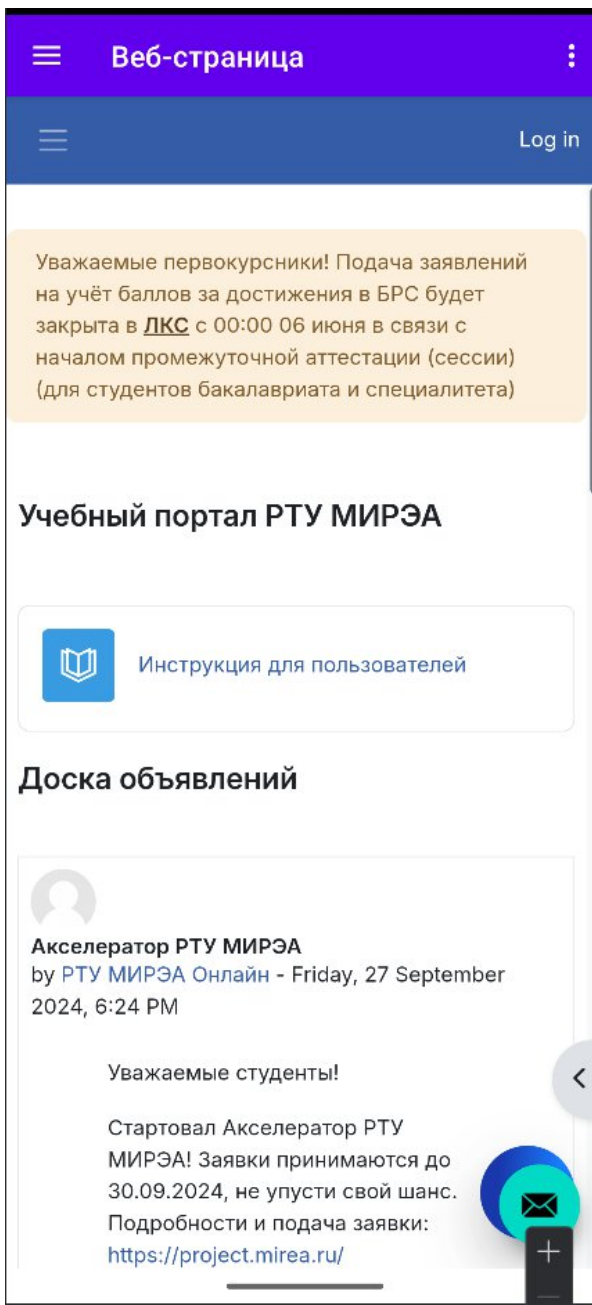 Веб-страница
Log in
Уважаемые первокурсники! Подача заявлений
на учёт баллов за достижения в БРС будет
закрыта в ЛКС с 00:00 06 июня в связи с
началом промежуточной аттестации (сессии)
(для студентов бакалавриата и специалитета)
Учебный портал РТУ МИРЭА
Инструкция для пользователей
Доска объявлений
Акселератор РТУ МИРЭА
by РТУ МИРЭА Онлайн - Friday, 27 September
2024, 6:24 PM
Уважаемые студенты!
Стартовал Акселератор РТУ
МИРЭА! Заявки принимаются до
30.09.2024, не упусти свой шанс.
Подробности и подача заявки:
https://project.mirea.ru/